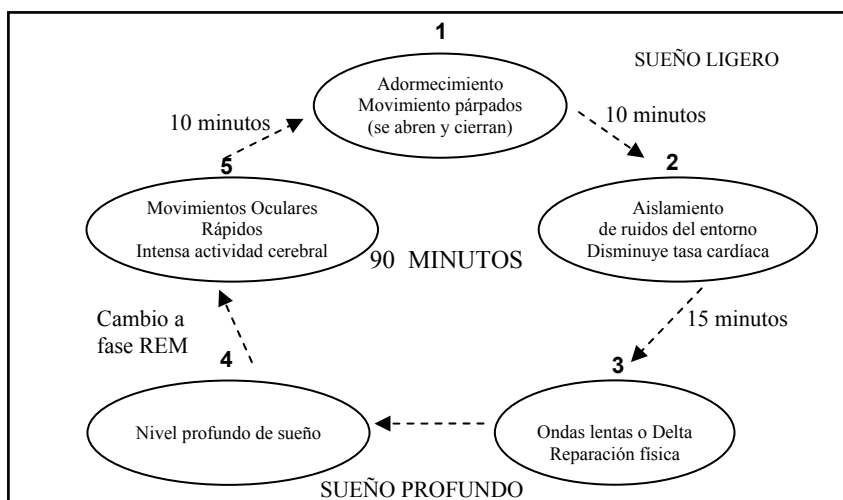 1
SUEÑO LIGERO
Adormecimiento
Movimiento párpados
(se abren y cierran)
10 minutos
10 minutos
2
Aislamiento
de ruidos del entorno
Disminuye tasa cardíaca
15 minutos
3
Ondas lentas o Delta
Reparación física
SUEÑO PROFUNDO
4
Nivel profundo de sueño
Cambio a
fase REM
5
Movimientos Oculares
Rápidos
Intensa actividad cerebral
90 MINUTOS